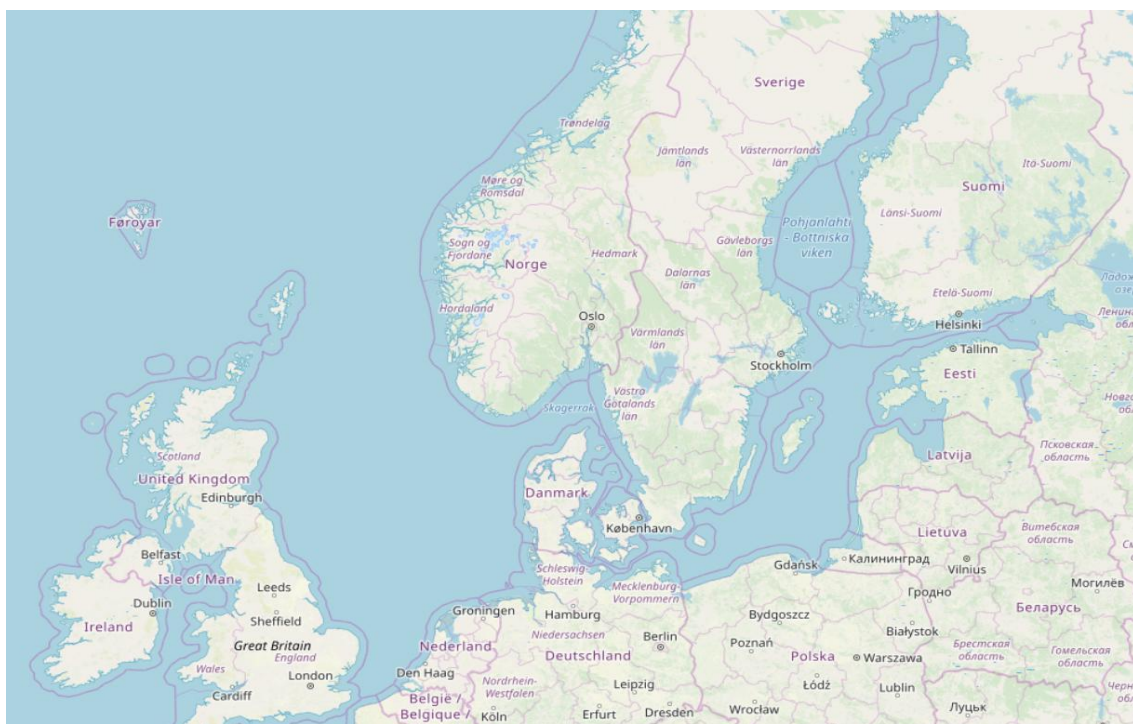 Sverige
Trøndelag
Jämtlands
län
Västernorrlands
län
Itä-Suomi
Møre og
Romsdal
Suomi
Länsi-Suomi
Føroyar
Pohjanlahti
- Bottniska
viken
Sogn og
Fjordane
Norge
Hedmark
Gävleborgs
län
Dalarnas
län
Etelä-Suomi
Hordaland
Oslo
Värmlands
län
Helsinki
Stockholm
Tallinn
Eesti
Västra
Götalands
län
Skagerrak
Псковская
область
Scotland
United Kingdom
Edinburgh
Danmark
Latvija
København
Lietuva
Витебская
область
Belfast
Isle of Man
Schleswig-
Holstein
Mecklenburg-
Vorpommern
Gdańsk
Калининград
Vilnius
Могилёв
Leeds
Dublin
Groningen
Hamburg
Гродно
Беларусь
Ireland
Sheffield
Great Britain
Bydgoszcz
Białystok
Nederland
Niedersachsen
Berlin
Poznań
Deutschland
Polska
Warszawa
Брестская
область
Гомельская
область
Wales
England
London
Cardiff
Den Haag
Nordrhein-
Westfalen
Leipzig
Łódź
Lublin
België /
Belgique /
Köln
Erfurt
Dresden
Wrocław
Луцьк